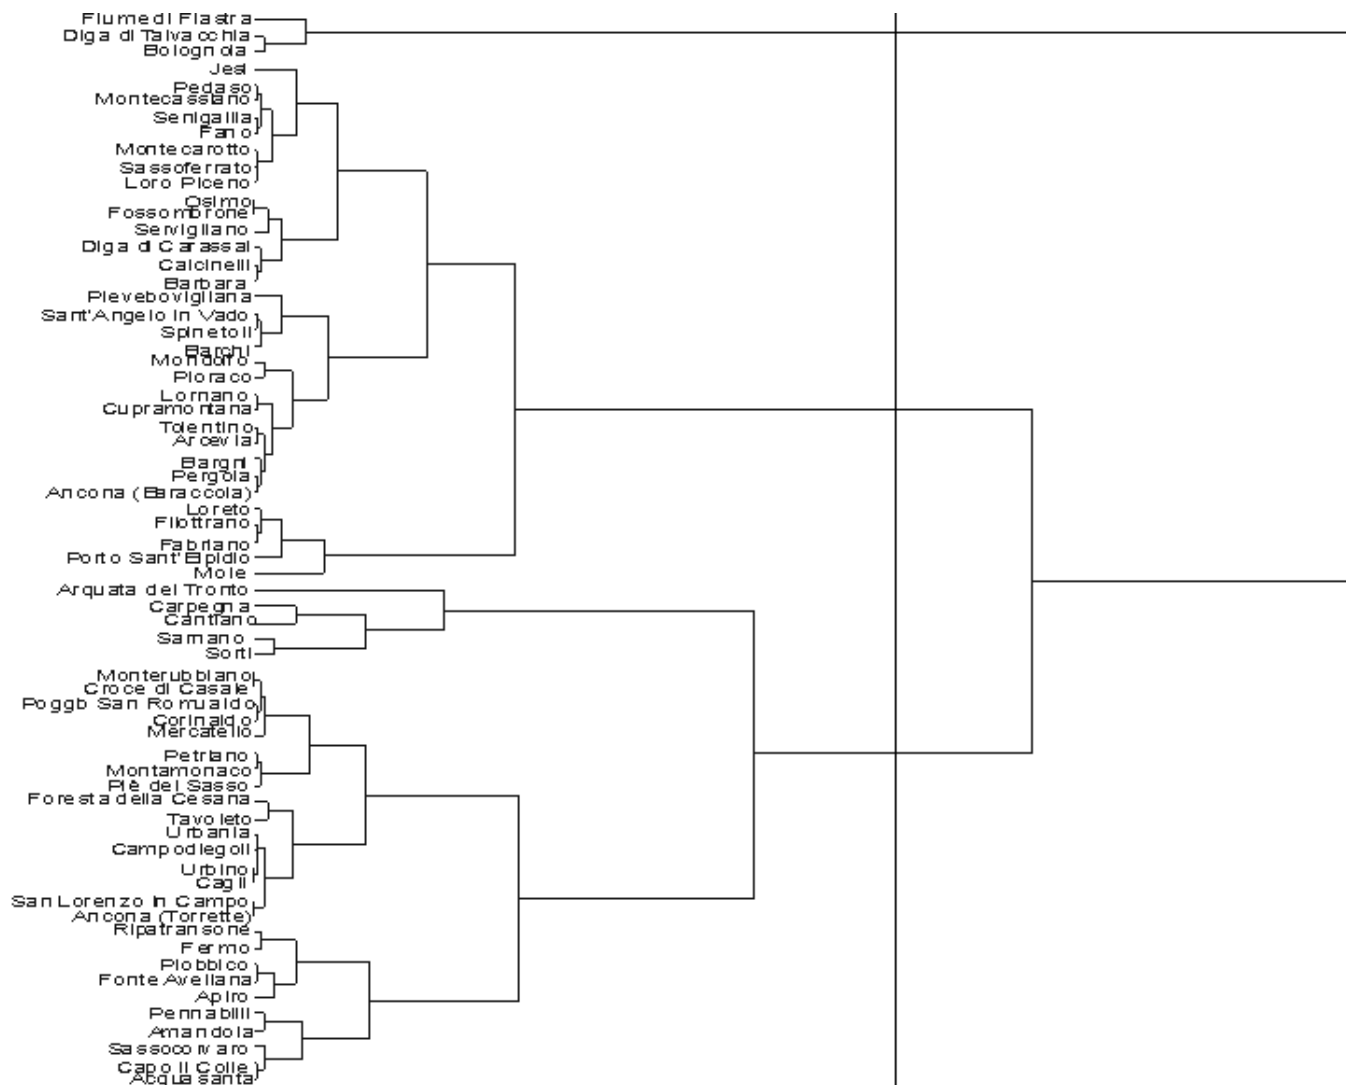 Fiume di Fiastra
Diga di Talvacchia
Bolognola
Jesi
Pedaso
Montecassiano
Senigallia
Fano
Montecarotto
Sassoferrato
Loro Piceno
Osimo
Fossombrone
Servigliano
Diga di Carassai
Calcinelli
Barbara
Pievebovigliana
Sant'Angelo in Vado
Spinetoli
Barchi
Mondolfo
Pioraco
Lornano
Cupramontana
Tolentino
Arcevia
Bargni
Pergola
Ancona (Baraccola)
Loreto
Filottrano
Fabriano
Porto Sant'Elpidio
Mole
Arquata del Tronto
Carpegna
Cantiano
Sarnano
Sorti
Monterubbiano
Croce di Casale
Poggio San Romualdo
Corinaldo
Mercatello
Petriano
Montamonaco
Piè del Sasso
Foresta della Cesana
Tavoleto
Urbania
Campodiegoli
Urbino
Cagli
San Lorenzo in Campo
Ancona (Torrette)
Ripatransone
Fermo
Piobbico
Fonte Avellana
Apiro
Pennabilli
Amandola
Sassocorvaro
Capo il Colle
Acquasanta